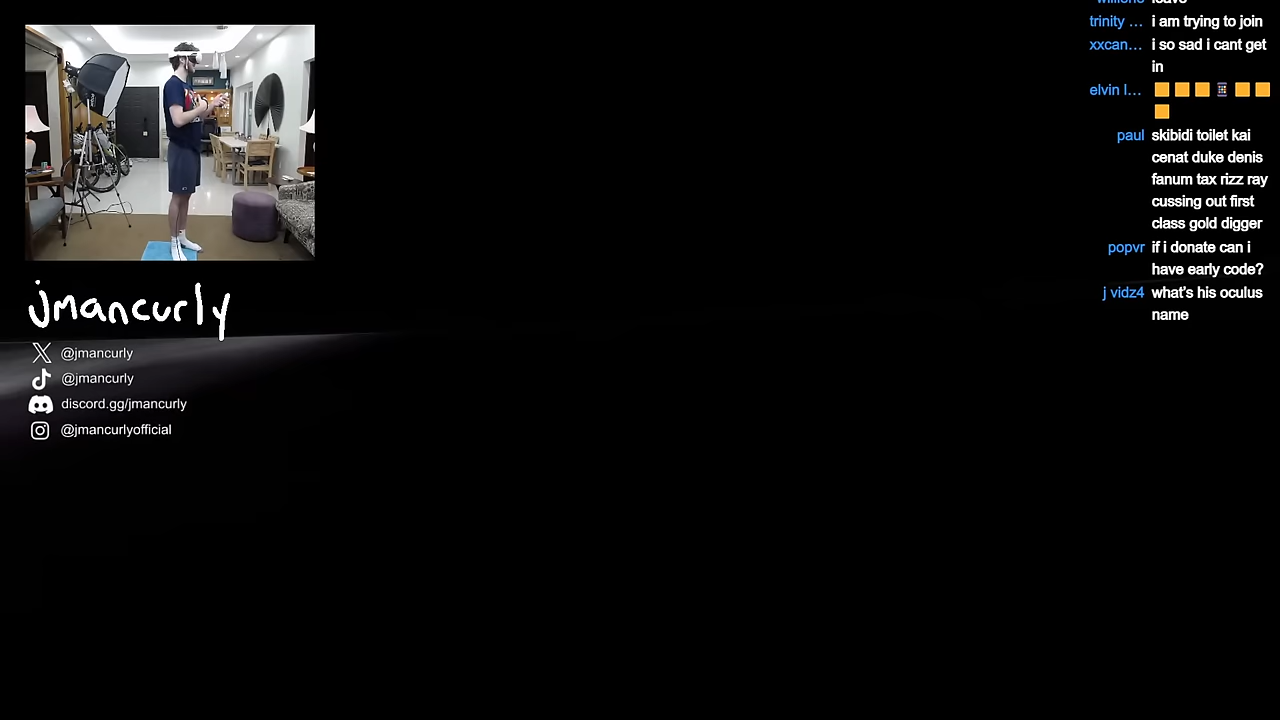 leave
trinity ...
i am trying to join
xxcan...
i so sad i cant get
in
elvin l...
paul
skibidi toilet kai
cenat duke denis
fanum tax rizz ray
cussing out first
class gold digger
popvr
if i donate can i
have early code?
j vidz4
what's his oculus
name
jmancurly
@jmancurly
@jmancurly
discord.gg/jmancurly
@jmancurlyofficial